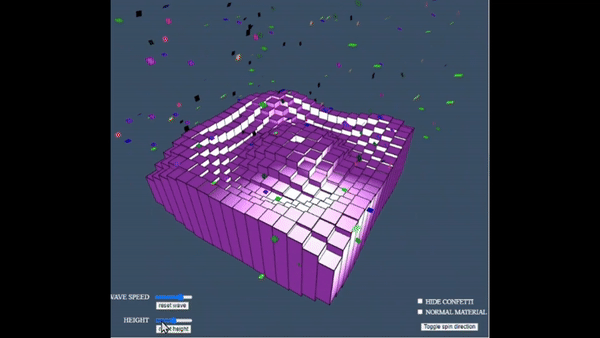 WAVE SPEED
reset wave
HEIGHT
height
HIDE CONFETTI
NORMAL MATERIAL
Toggle spin direction